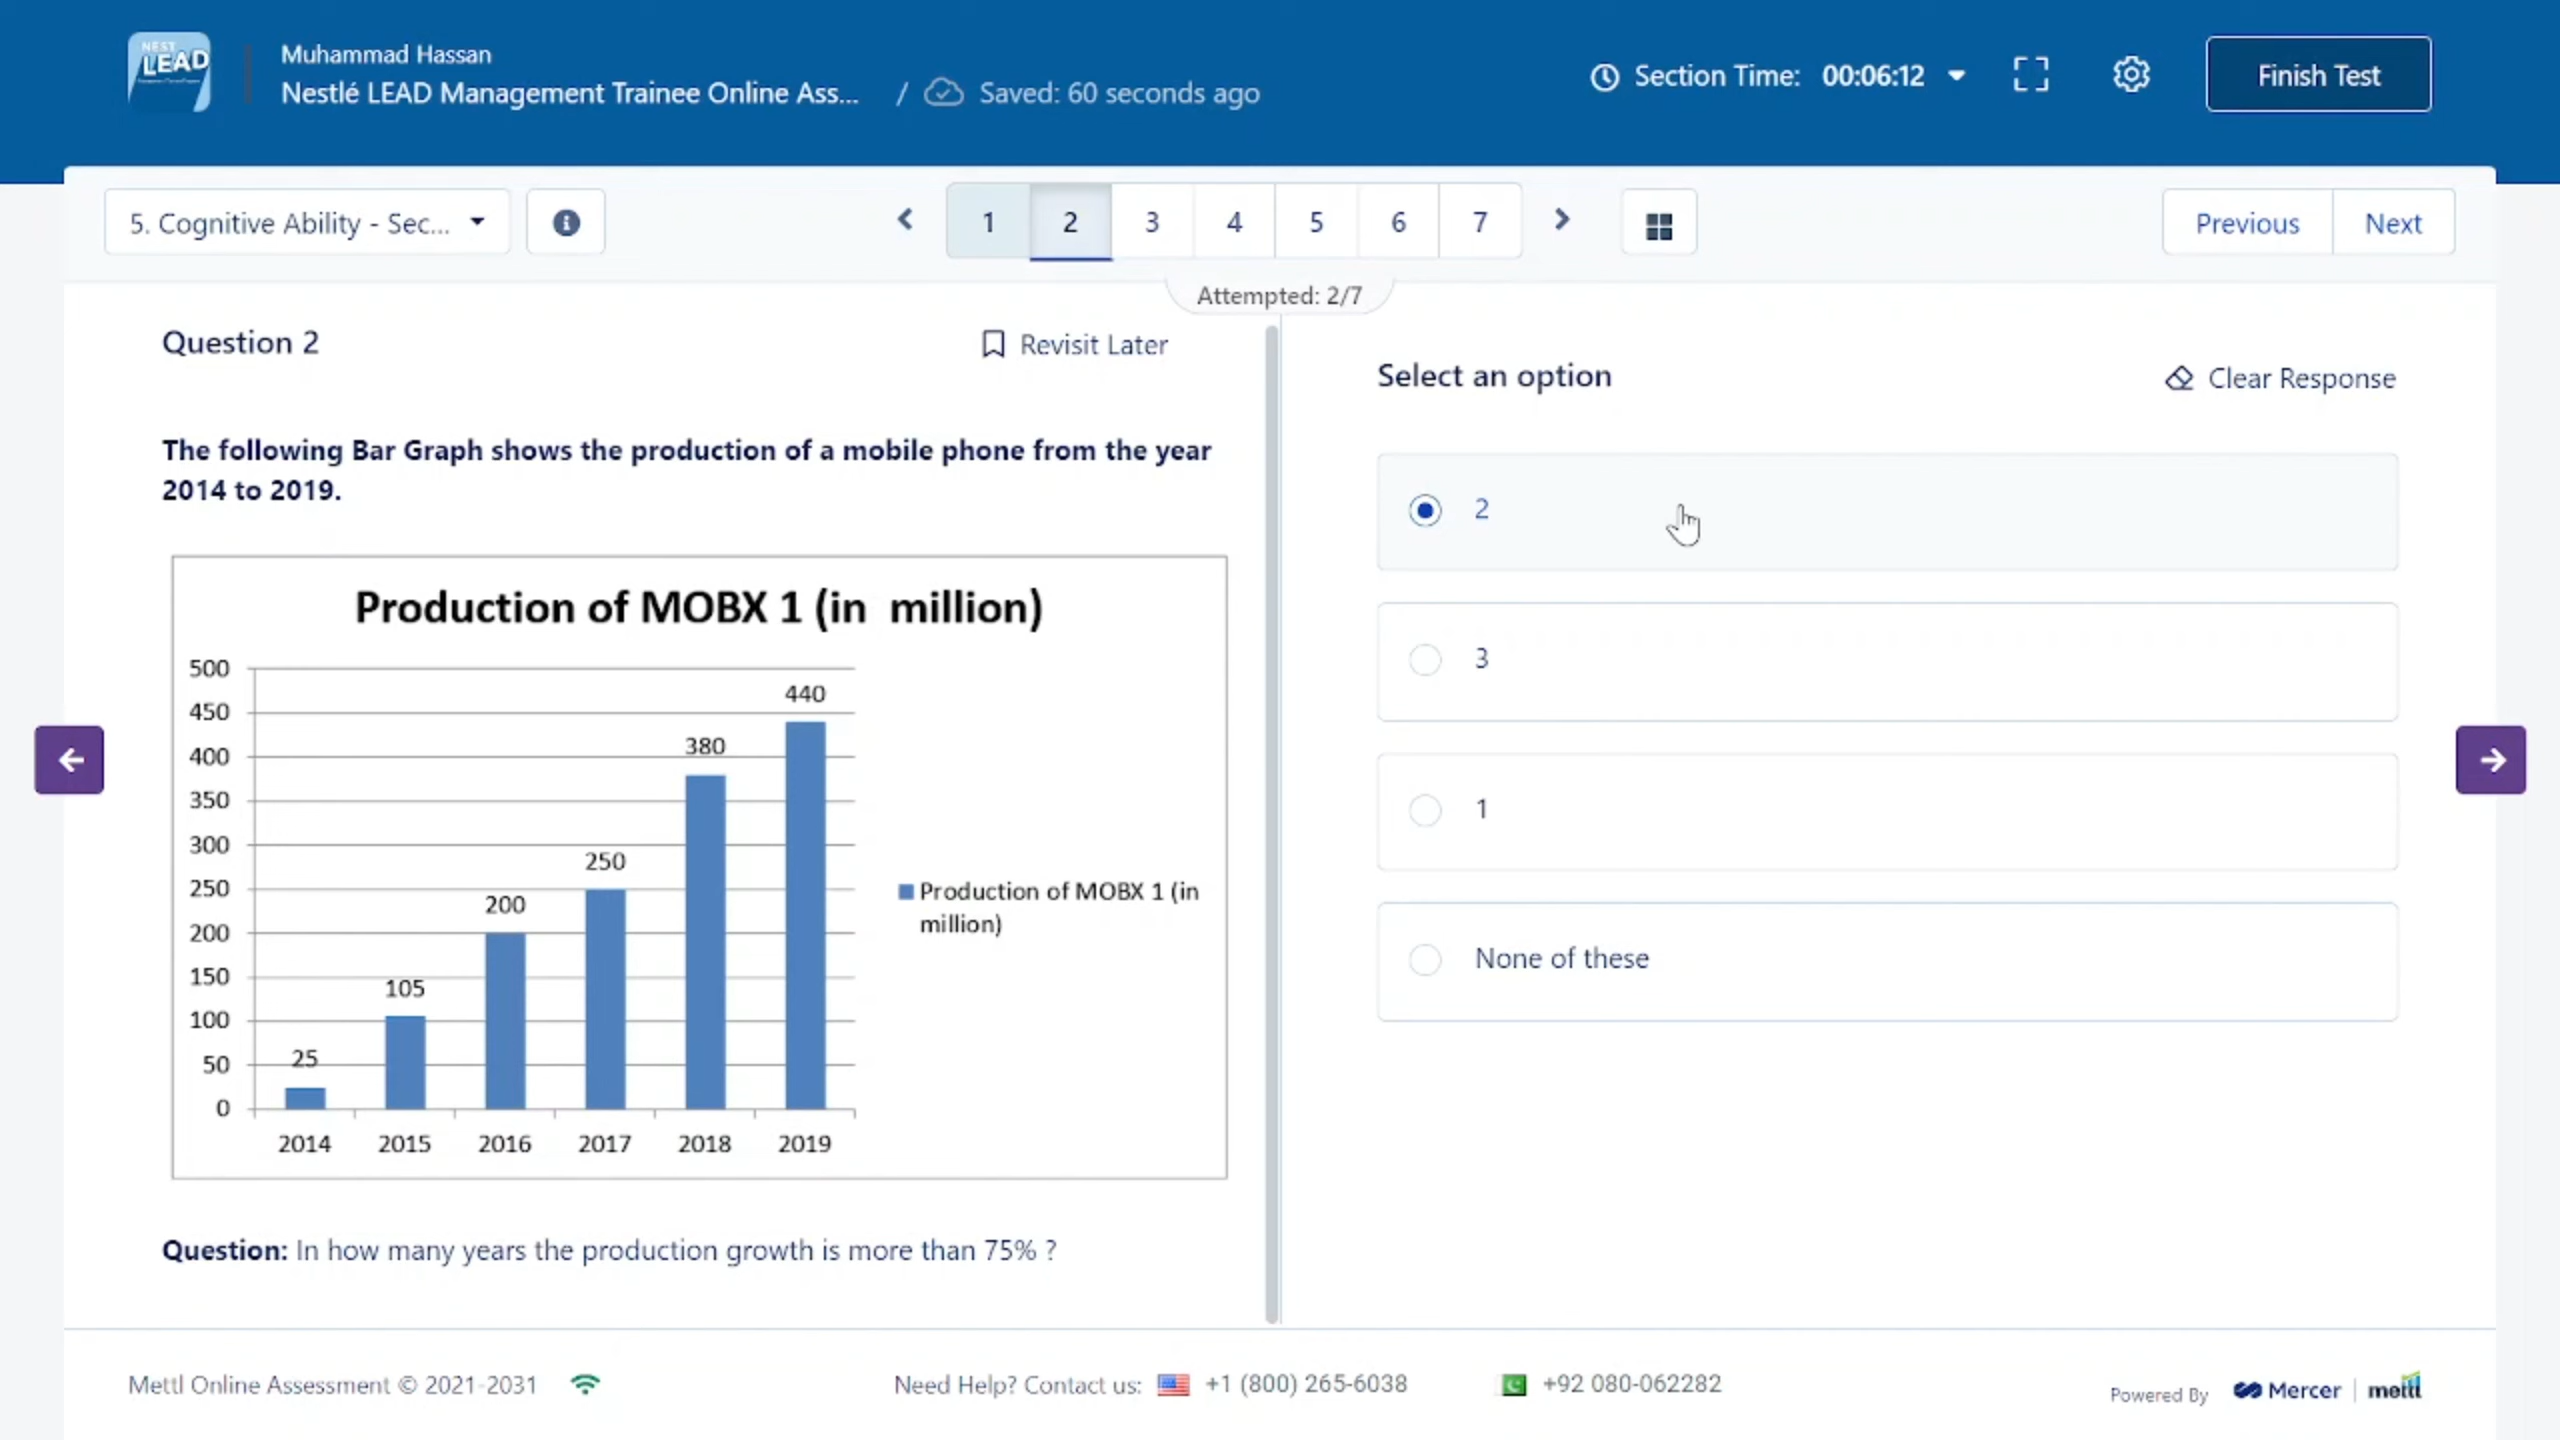 NEST
LEAD
Muhammad Hassan
Nestlé LEAD Management Trainee Online Ass...
/ Saved: 60 seconds ago
Section Time: 00:06:12
Finish Test
5. Cognitive Ability - Sec...
1 2 3 4 5 6 7
Previous Next
Attempted: 2/7
Question 2
Revisit Later
The following Bar Graph shows the production of a mobile phone from the year
2014 to 2019.
Production of MOBX 1 (in million)
500
450
400
350
300
250
200
150
100
50
0
25
105
200
250
380
440
2014 2015 2016 2017 2018 2019
Production of MOBX 1 (in
million)
Question: In how many years the production growth is more than 75% ?
Select an option
Clear Response
2
3
1
None of these
Mettl Online Assessment © 2021-2031
Need Help? Contact us: +1 (800) 265-6038 +92 080-062282
Powered By Mercer | mettl